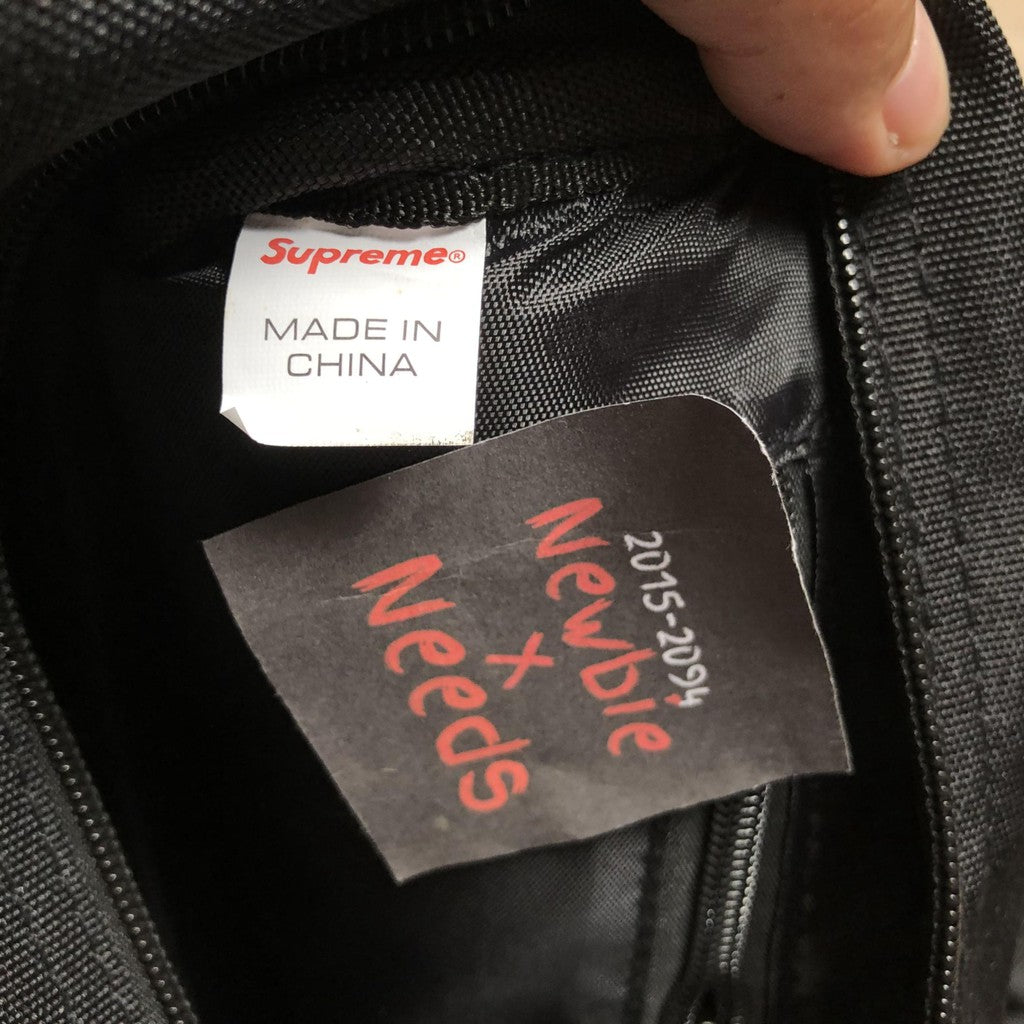 Supreme®
MADE IN
CHINA
2015-2094
Newbie
x
Needs